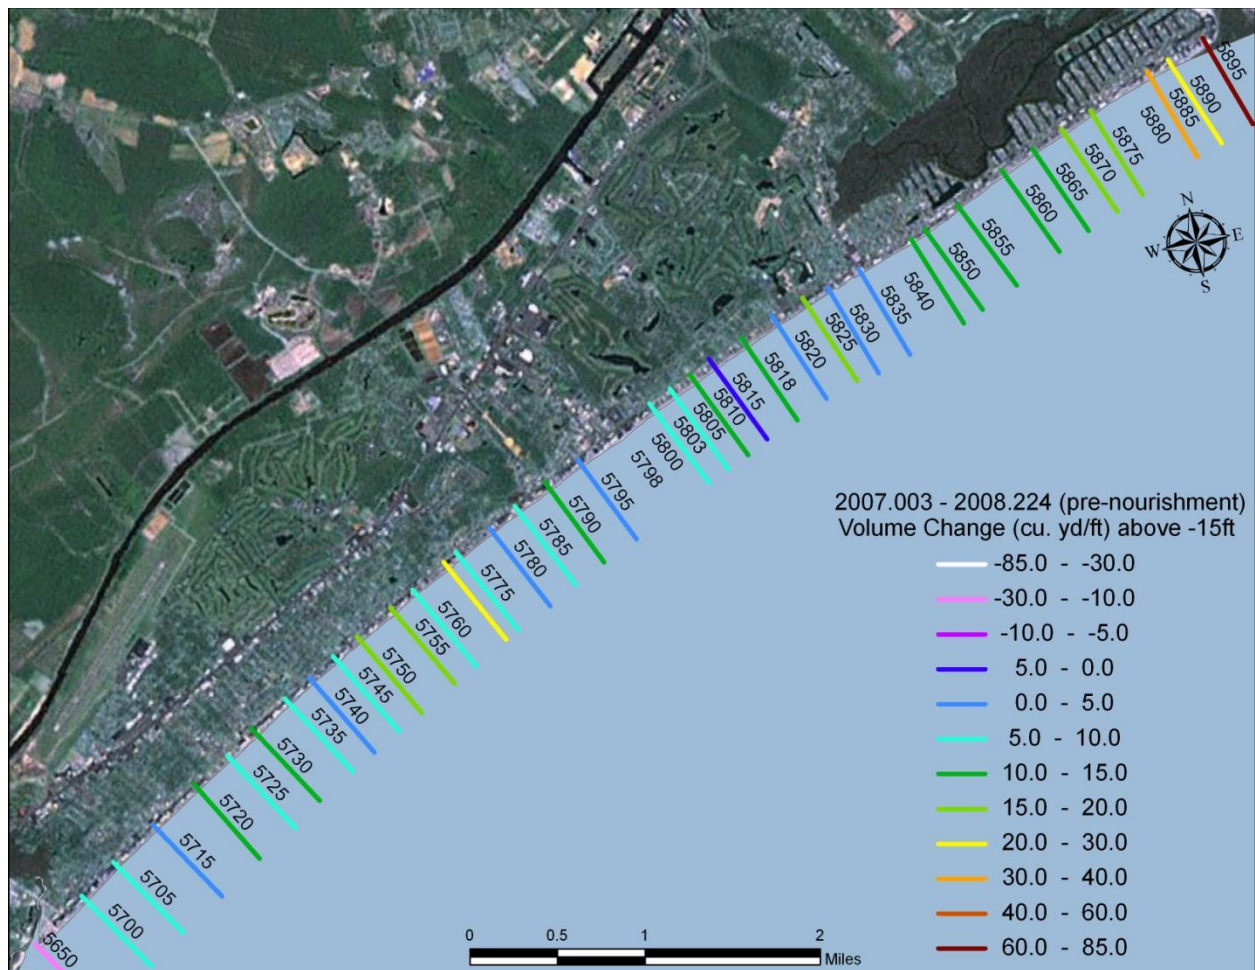 5895
5890
5885
5880
5875
5870
5865
5860
5855
5850
5840
5835
5830
5825
5820
5818
5815
5810
5805
5803
5800
5798
5795
5790
5785
5780
5775
5760
5755
5750
5745
5740
5735
5730
5725
5720
5715
5705
5700
5650
N
W E
S
2007.003 - 2008.224 (pre-nourishment)
Volume Change (cu. yd/ft) above -15ft
-85.0 - -30.0
-30.0 - -10.0
-10.0 - -5.0
5.0 - 0.0
0.0 - 5.0
5.0 - 10.0
10.0 - 15.0
15.0 - 20.0
20.0 - 30.0
30.0 - 40.0
40.0 - 60.0
60.0 - 85.0
0 0.5 1 2
Miles